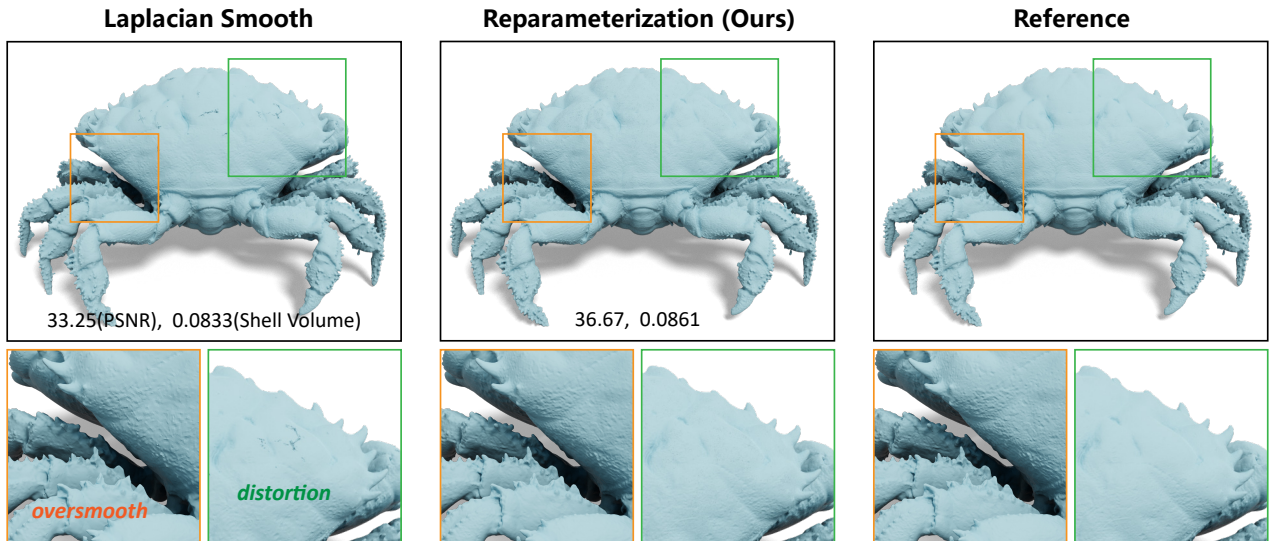 Laplacian Smooth
Reparameterization (Ours)
Reference
33.25(PSNR), 0.0833(Shell Volume)
36.67, 0.0861
oversmooth
distortion